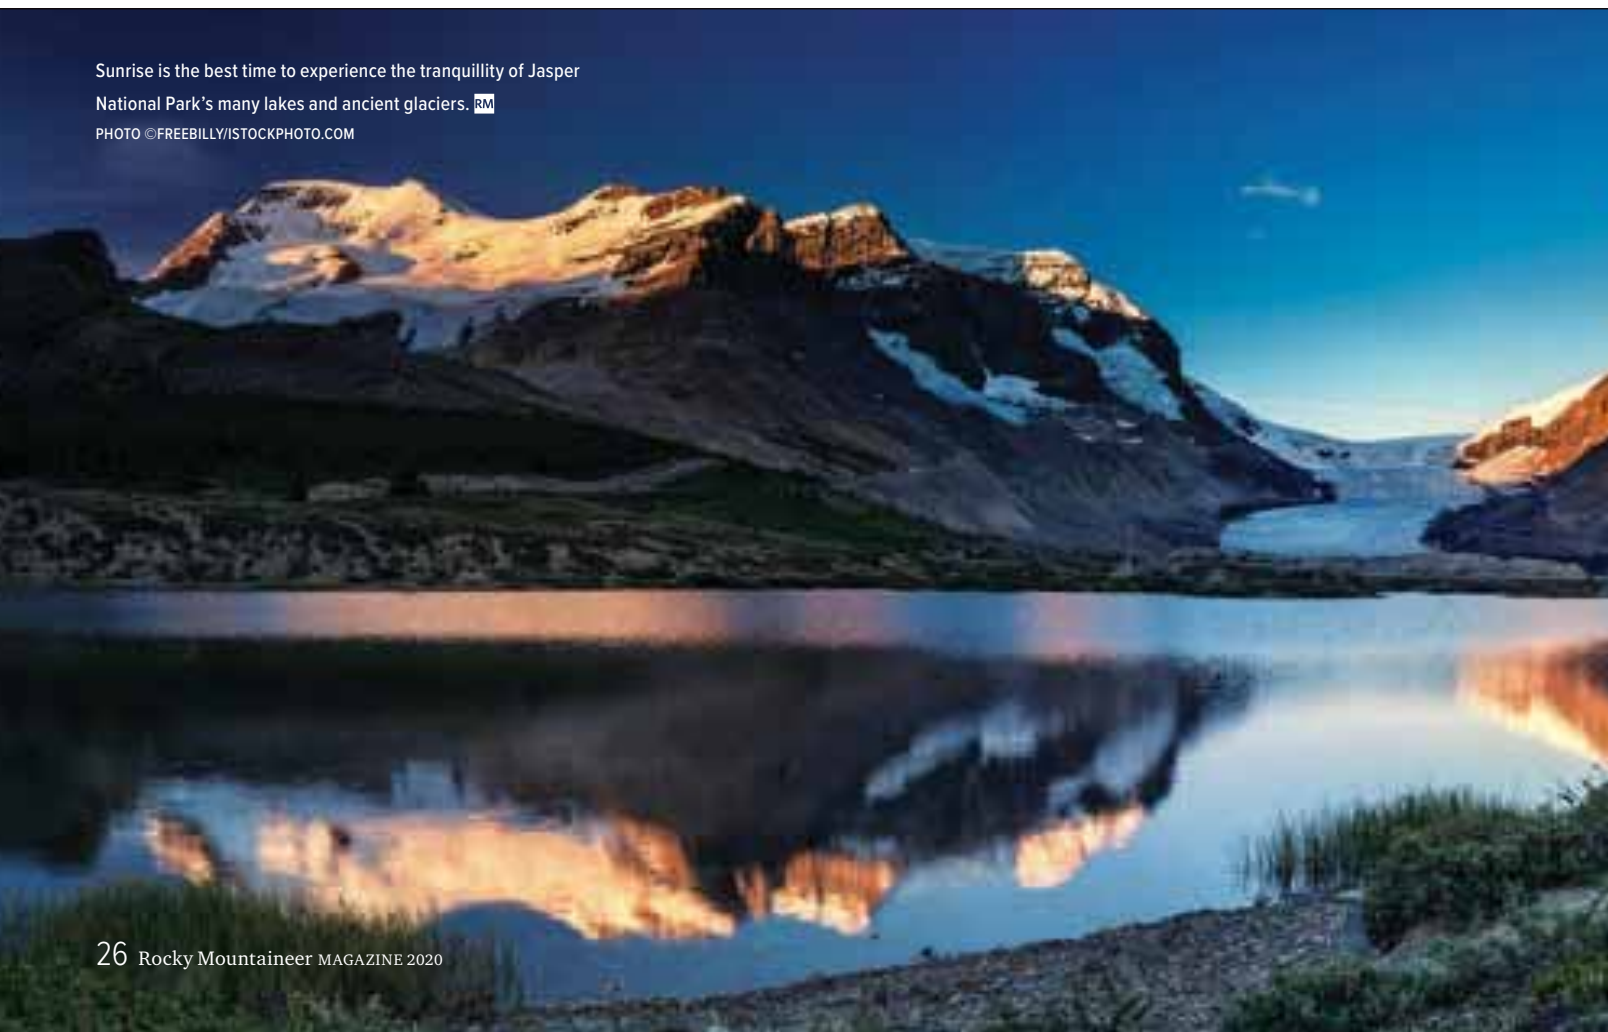 Sunrise is the best time to experience the tranquillity of Jasper
National Park’s many lakes and ancient glaciers. RM
PHOTO ©FREEBILLY/ISTOCKPHOTO.COM
26 Rocky Mountaineer MAGAZINE 2020